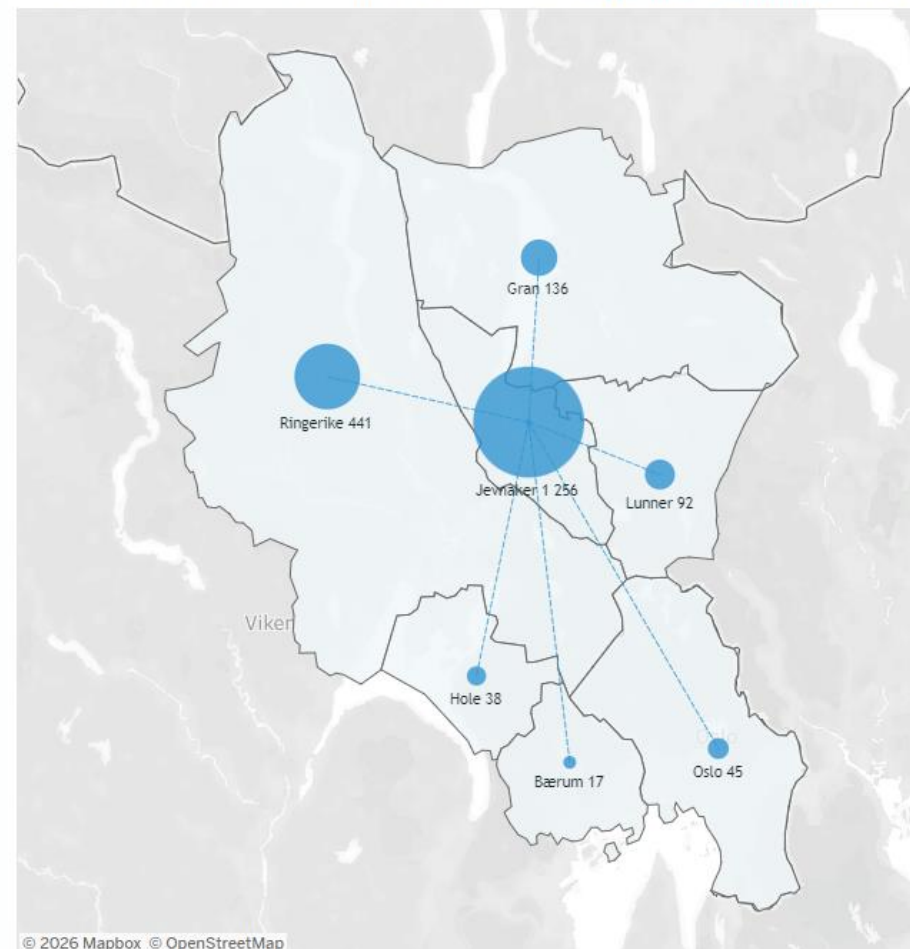 Gran 136
Ringerike 441
Jevnaker 1 256
Lunner 92
Viken
Hole 38
Oslo
Bærum 17
Oslo 45
© 2026 Mapbox © OpenStreetMap